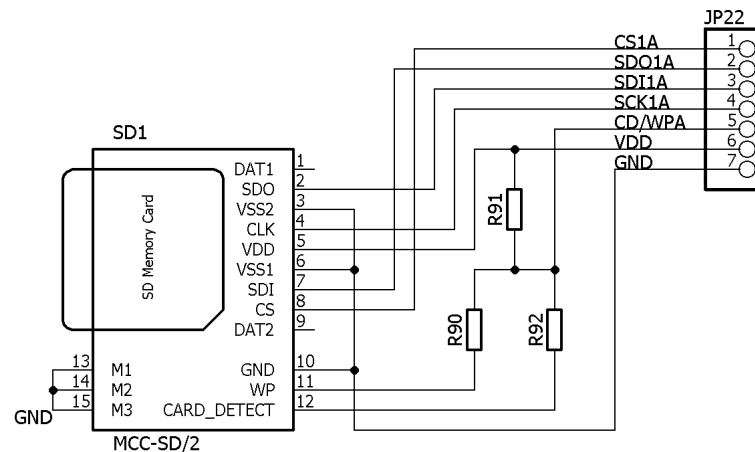 JP22
CS1A 1
SDO1A 2
SDI1A 3
SCK1A 4
CD/WPA 5
VDD 6
GND 7
SD1
SD Memory Card
DAT1 1
SDO 2
VSS2 3
CLK 4
VDD 5
VSS1 6
SDI 7
CS 8
DAT2 9
R91
R90
R92
13 M1 GND 10
14 M2 WP 11
15 M3 CARD_DETECT 12
GND
MCC-SD/2